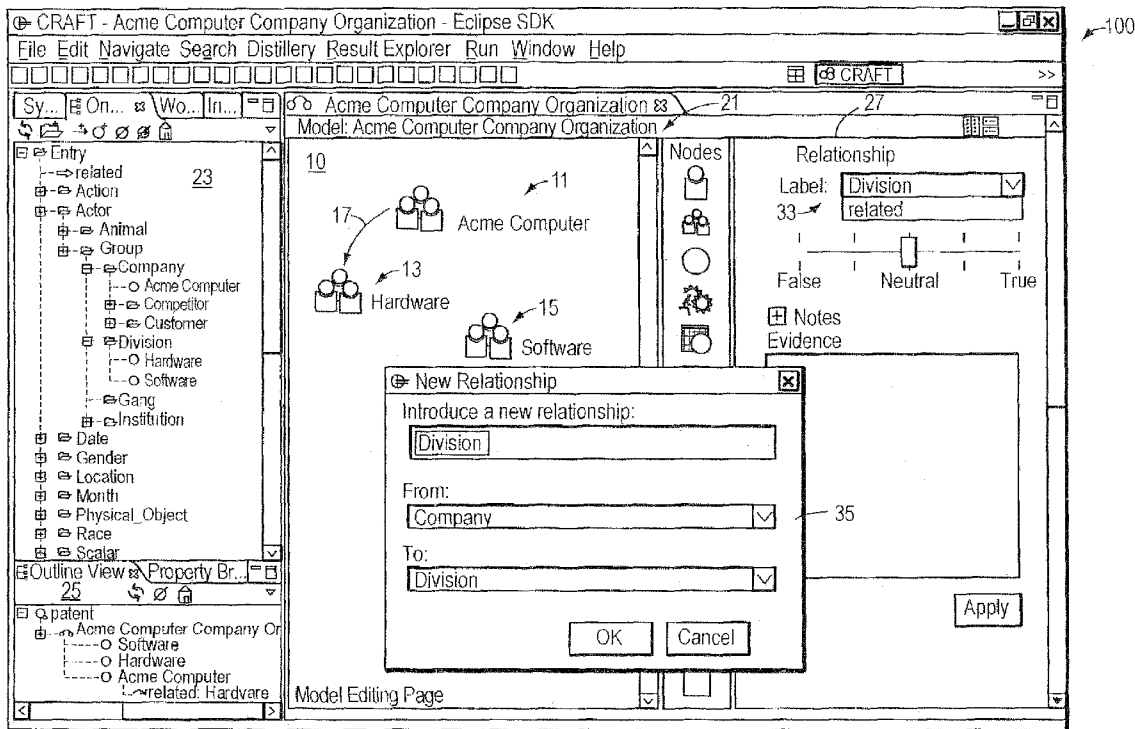 CRAFT - Acme Computer Company Organization - Eclipse SDK
100
File Edit Navigate Search Distillery Result Explorer Run Window Help
CRAFT >>
Sy... On... Wo... In...
Entry
related
23
Action
Actor
Animal
Group
Company
Acme Computer
Competitor
Customer
Division
Hardware
Software
Gang
Institution
Date
Gender
Location
Month
Physical_Object
Race
Scalar
Outline View Property Br...
25
patent
Acme Computer Company Or
Software
Hardware
Acme Computer
related: Hardware
Acme Computer Company Organization
21
27
Model: Acme Computer Company Organization
10
11
17
Acme Computer
13
Hardware
15
Software
Model Editing Page
Nodes
Relationship
Label: Division
33 related
False Neutral True
Notes
Evidence
Apply
New Relationship
Introduce a new relationship:
Division
From:
Company
35
To:
Division
OK Cancel